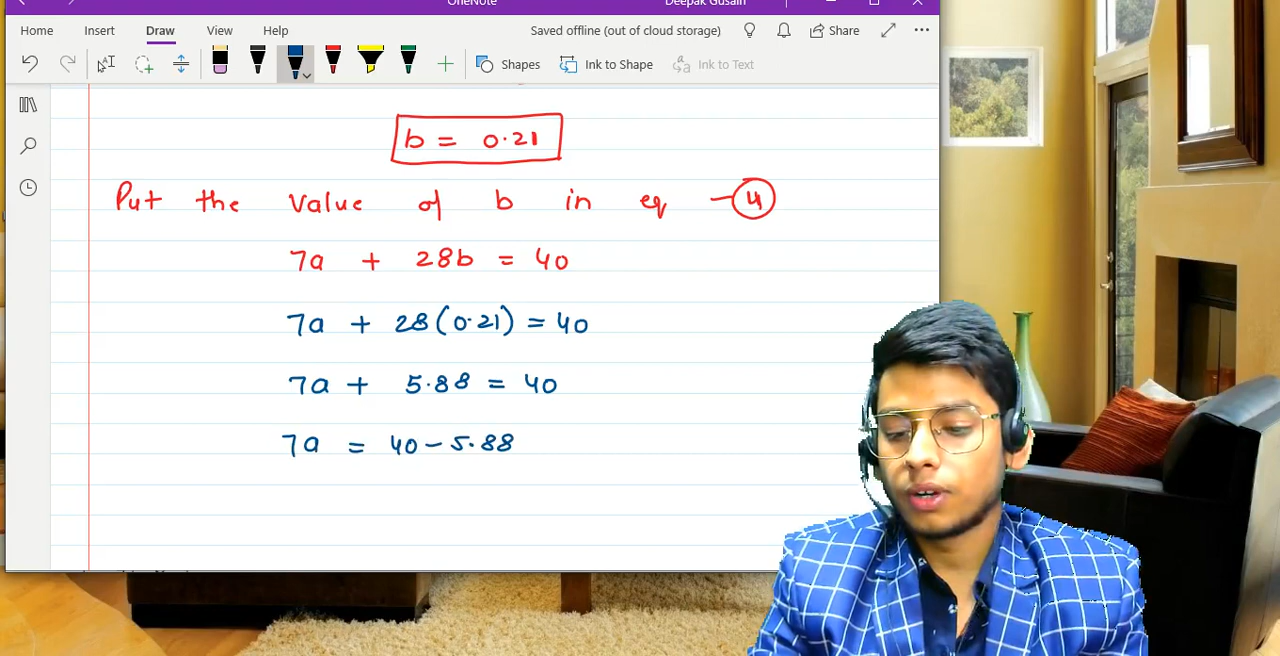 OneNote
Deepak Gusain
Home Insert Draw View Help
Saved offline (out of cloud storage) Share
Shapes Ink to Shape Ink to Text
b = 0.21
Put the value of b in eq - 4
7a + 28b = 40
7a + 28(0.21) = 40
7a + 5.88 = 40
7a = 40 - 5.88